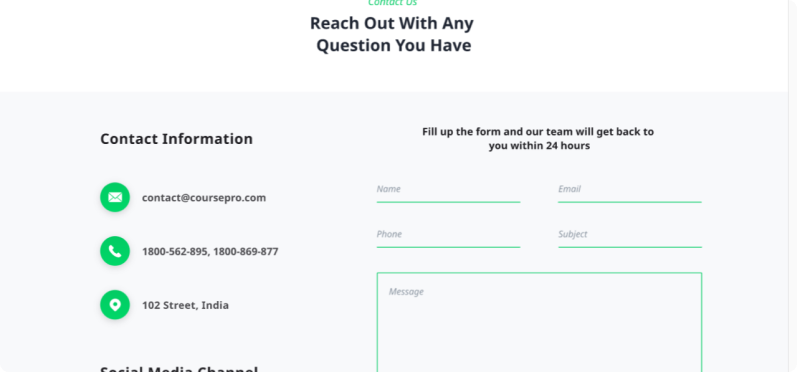 Contact Us
Reach Out With Any
Question You Have
Contact Information
contact@coursepro.com
1800-562-895, 1800-869-877
102 Street, India
Social Media Channel
Fill up the form and our team will get back to
you within 24 hours
Name
Email
Phone
Subject
Message